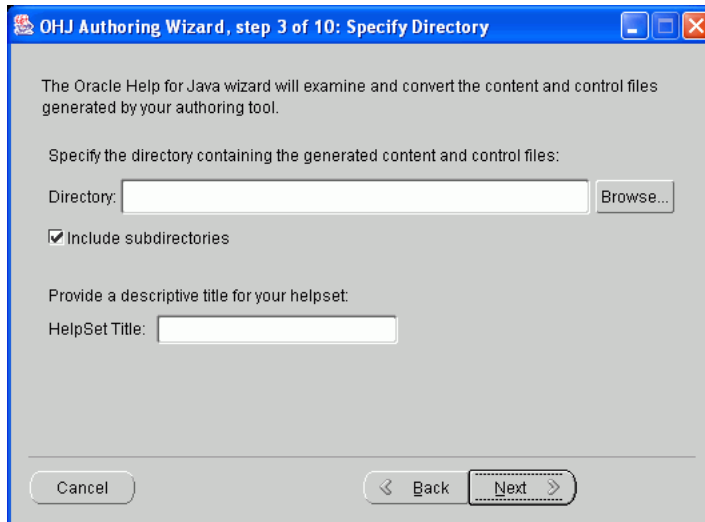 OHJ Authoring Wizard, step 3 of 10: Specify Directory
The Oracle Help for Java wizard will examine and convert the content and control files
generated by your authoring tool.
Specify the directory containing the generated content and control files:
Directory: Browse...
Include subdirectories
Provide a descriptive title for your helpset:
HelpSet Title:
Cancel Back Next